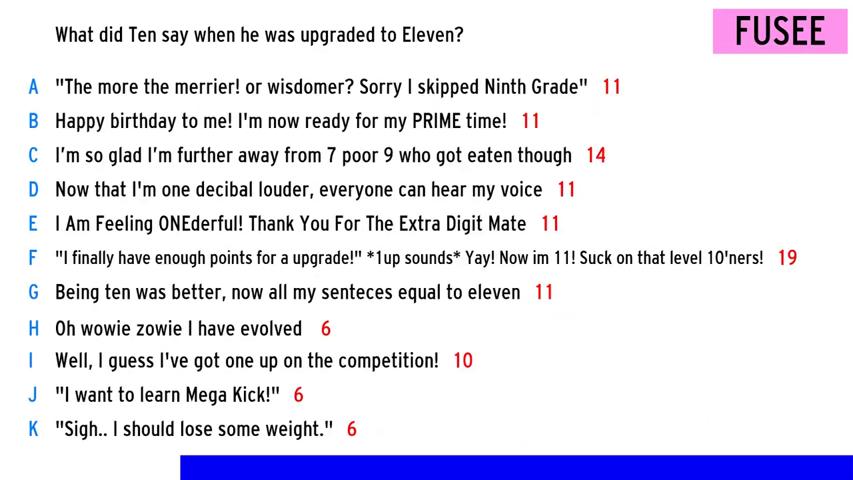 What did Ten say when he was upgraded to Eleven?
FUSEE
A "The more the merrier! or wisdomer? Sorry I skipped Ninth Grade" 11
B Happy birthday to me! I'm now ready for my PRIME time! 11
C I’m so glad I’m further away from 7 poor 9 who got eaten though 14
D Now that I'm one decibal louder, everyone can hear my voice 11
E I Am Feeling ONEderful! Thank You For The Extra Digit Mate 11
F "I finally have enough points for a upgrade!" *1up sounds* Yay! Now im 11! Suck on that level 10'ners! 19
G Being ten was better, now all my senteces equal to eleven 11
H Oh wowie zowie I have evolved 6
I Well, I guess I've got one up on the competition! 10
J "I want to learn Mega Kick!" 6
K "Sigh.. I should lose some weight." 6